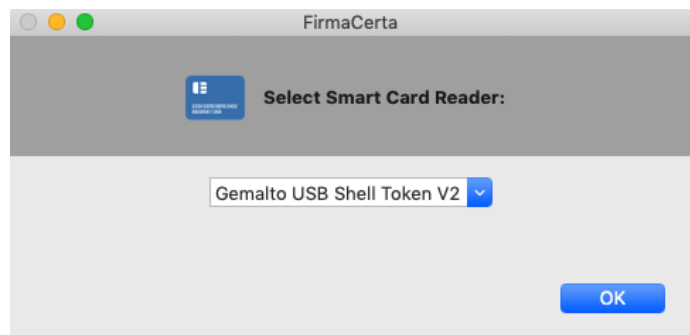 FirmaCerta
Select Smart Card Reader:
Gemalto USB Shell Token V2
OK